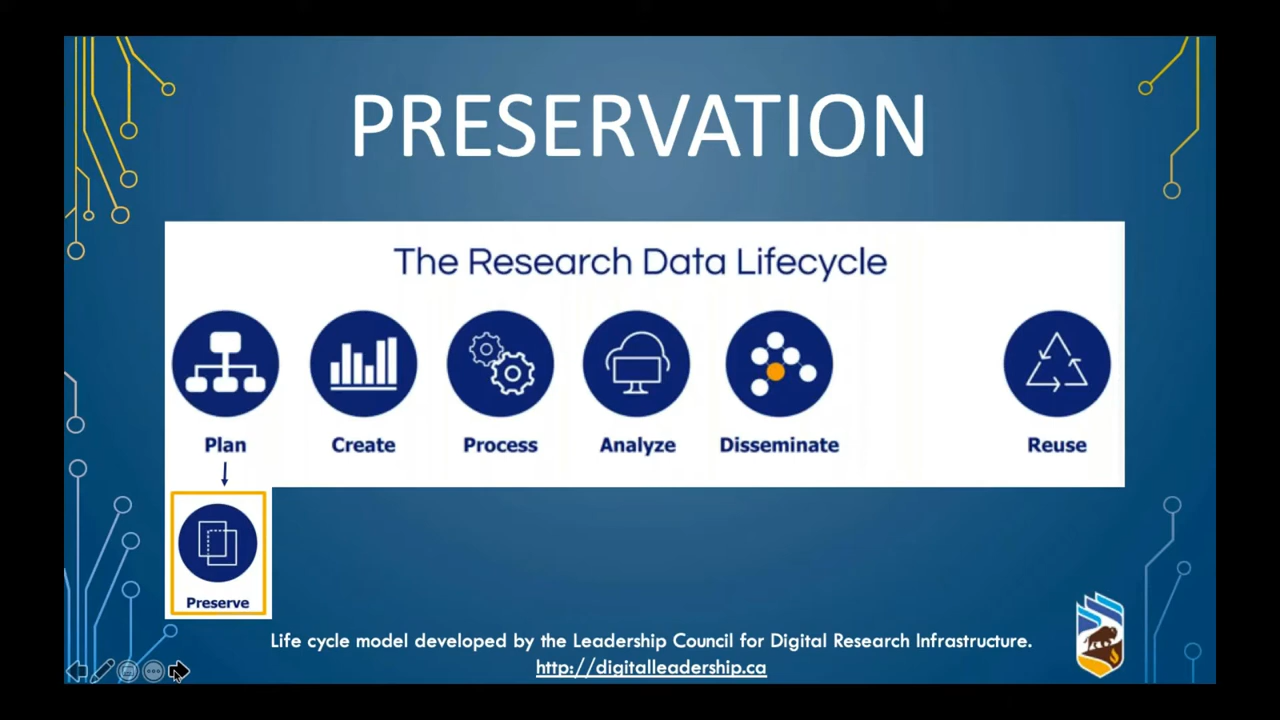 PRESERVATION
The Research Data Lifecycle
Plan Create Process Analyze Disseminate Reuse
Preserve
Life cycle model developed by the Leadership Council for Digital Research Infrastructure.
http://digitalleadership.ca